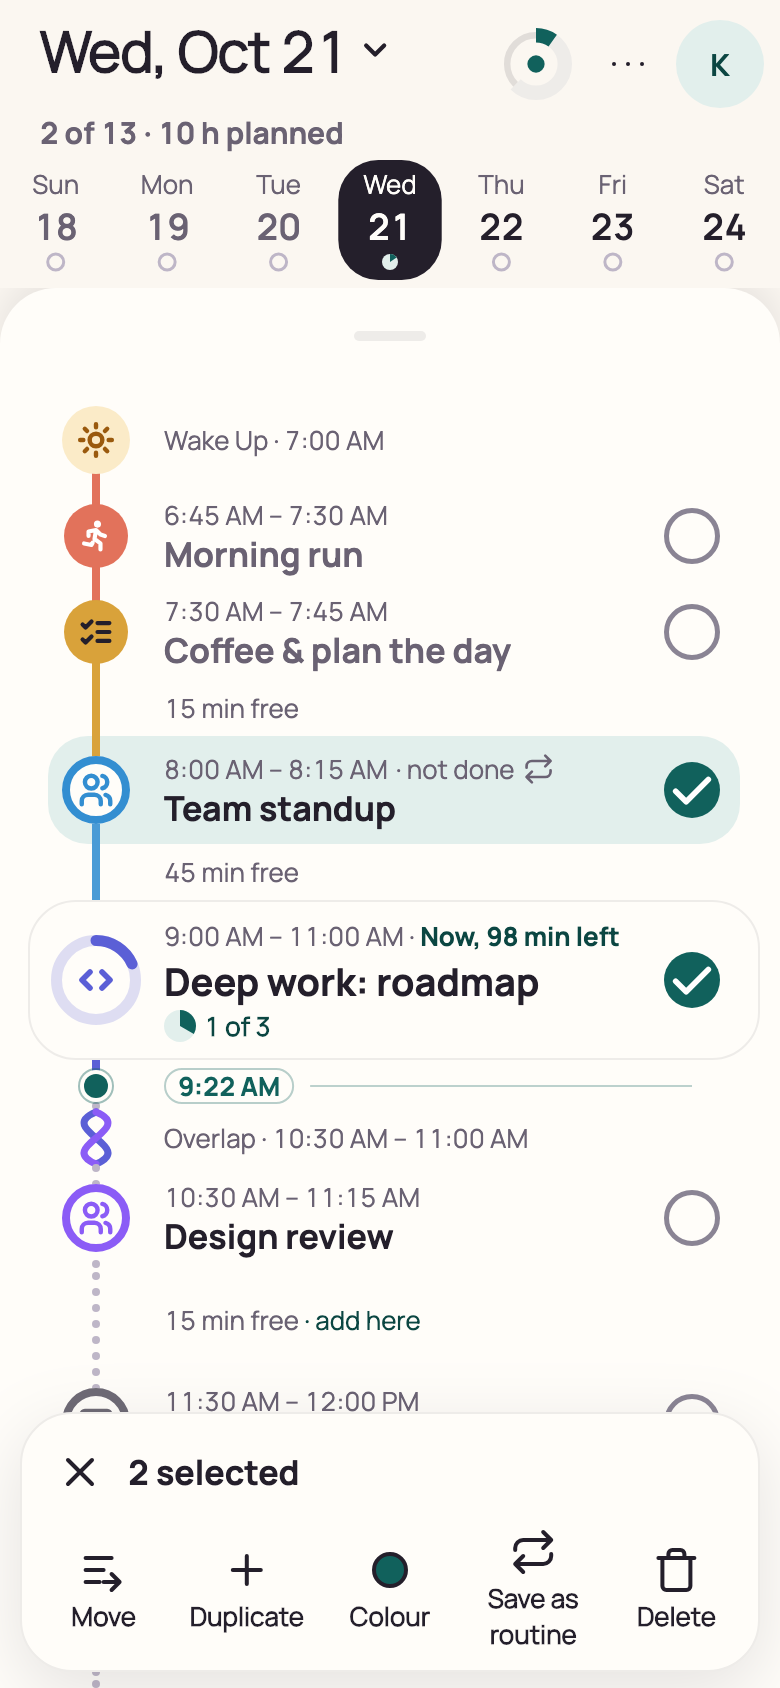 Wed, Oct 21
K
2 of 13 · 10 h planned
Sun Mon Tue Wed Thu Fri Sat
18 19 20 21 22 23 24
Wake Up · 7:00 AM
6:45 AM – 7:30 AM
Morning run
7:30 AM – 7:45 AM
Coffee & plan the day
15 min free
8:00 AM – 8:15 AM · not done
Team standup
45 min free
9:00 AM – 11:00 AM · Now, 98 min left
Deep work: roadmap
1 of 3
9:22 AM
Overlap · 10:30 AM – 11:00 AM
10:30 AM – 11:15 AM
Design review
15 min free · add here
11:30 AM – 12:00 PM
2 selected
Move Duplicate Colour Save as routine Delete